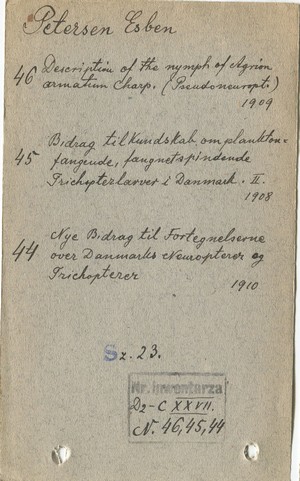 Petersen Esben
46 Description of the nymph of Agrion
armatum Charp. (Pseudoneuropt.)
1909
45 Bidrag til Kundskab om plankton-
fangende, fangnetspindende
Trichopterlarver i Danmark. II.
1908
44 Nye Bidrag til Fortegnelserne
over Danmarks Neuropterer og
Trichopterer
1910
Sz. 23.
Nr. inwentarza
D2-C XXVII.
N. 46,45,44